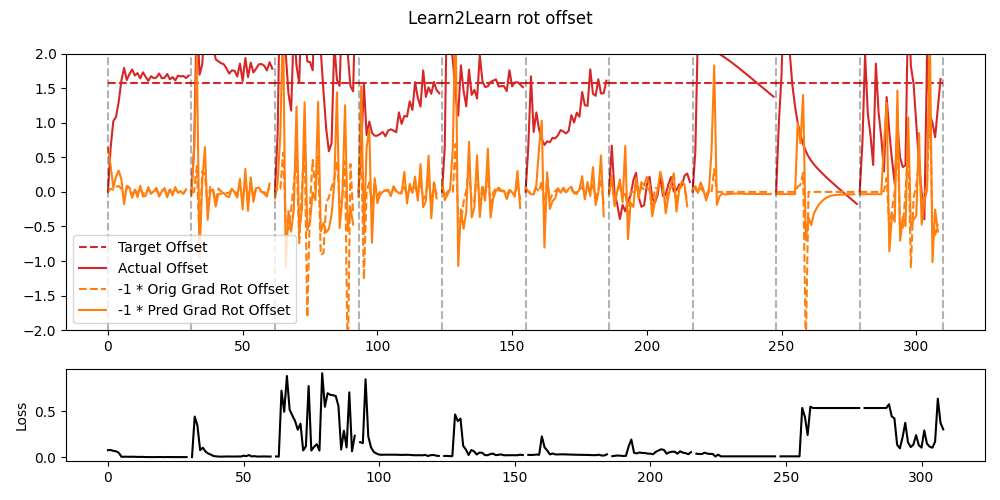 Learn2Learn rot offset
2.0
1.5
1.0
0.5
0.0
−0.5
−1.0
−1.5
−2.0
Target Offset
Actual Offset
-1 * Orig Grad Rot Offset
-1 * Pred Grad Rot Offset
0 50 100 150 200 250 300
Loss
0.5
0.0
0 50 100 150 200 250 300